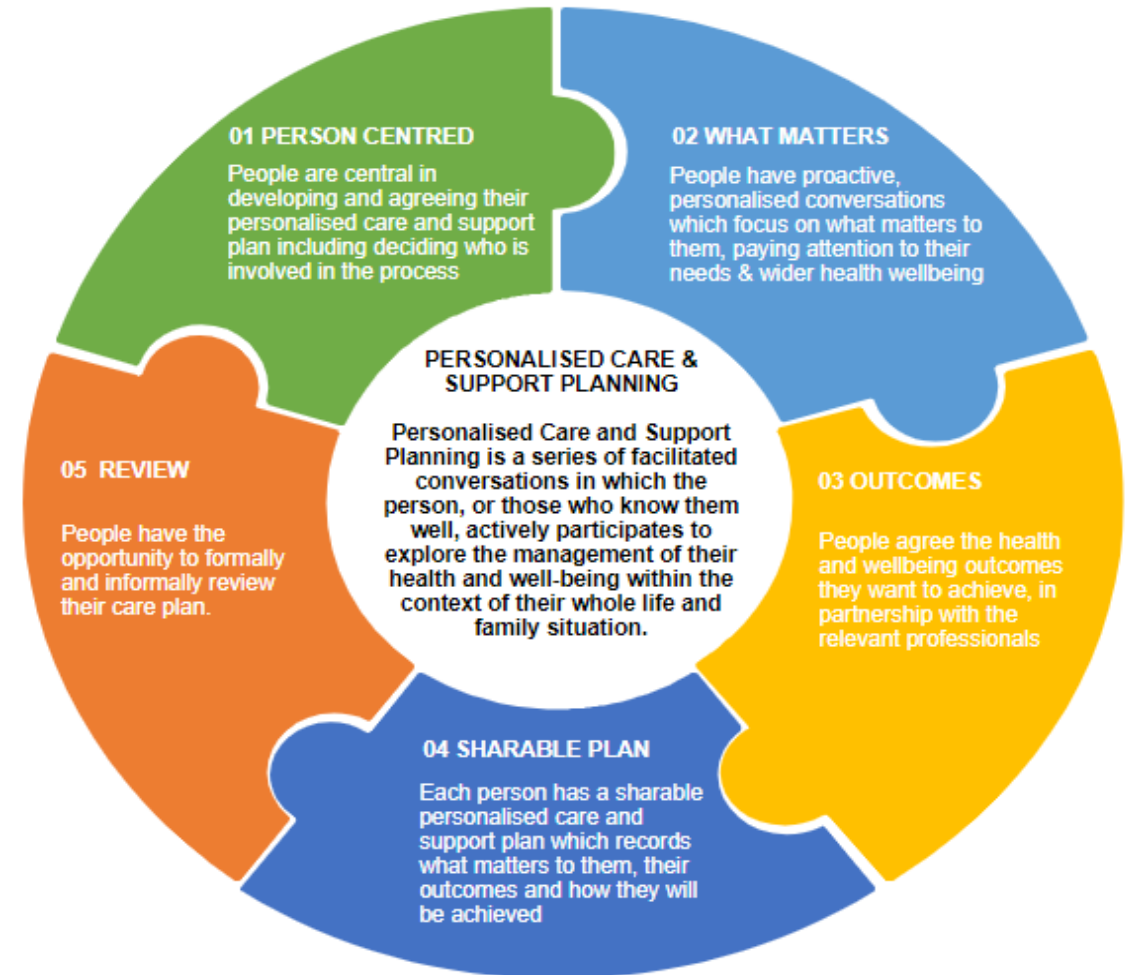 01 PERSON CENTRED
People are central in
developing and agreeing their
personalised care and support
plan including deciding who is
involved in the process
02 WHAT MATTERS
People have proactive,
personalised conversations
which focus on what matters to
them, paying attention to their
needs & wider health wellbeing
PERSONALISED CARE &
SUPPORT PLANNING
Personalised Care and Support
Planning is a series of facilitated
conversations in which the
person, or those who know them
well, actively participates to
explore the management of their
health and well-being within the
context of their whole life and
family situation.
03 OUTCOMES
People agree the health
and wellbeing outcomes
they want to achieve, in
partnership with the
relevant professionals
04 SHARABLE PLAN
Each person has a sharable
personalised care and
support plan which records
what matters to them, their
outcomes and how they will
be achieved
05 REVIEW
People have the
opportunity to formally
and informally review
their care plan.